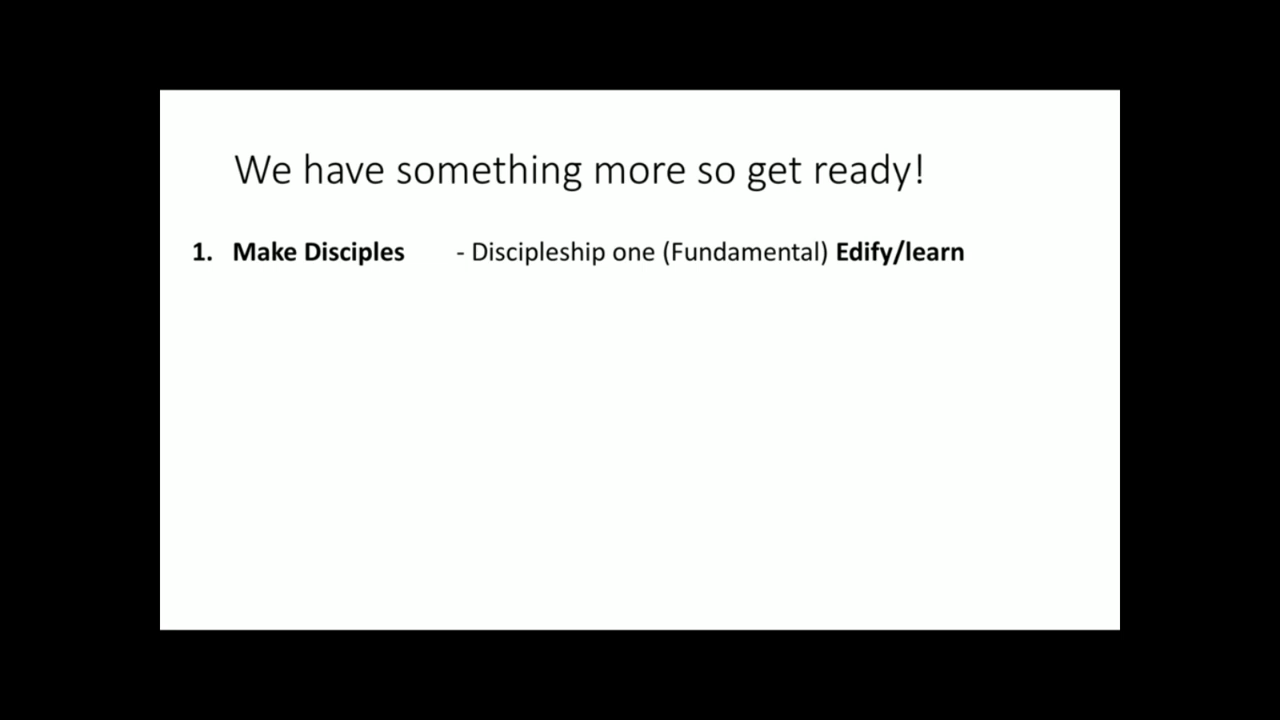 We have something more so get ready!
1. Make Disciples - Discipleship one (Fundamental) Edify/learn